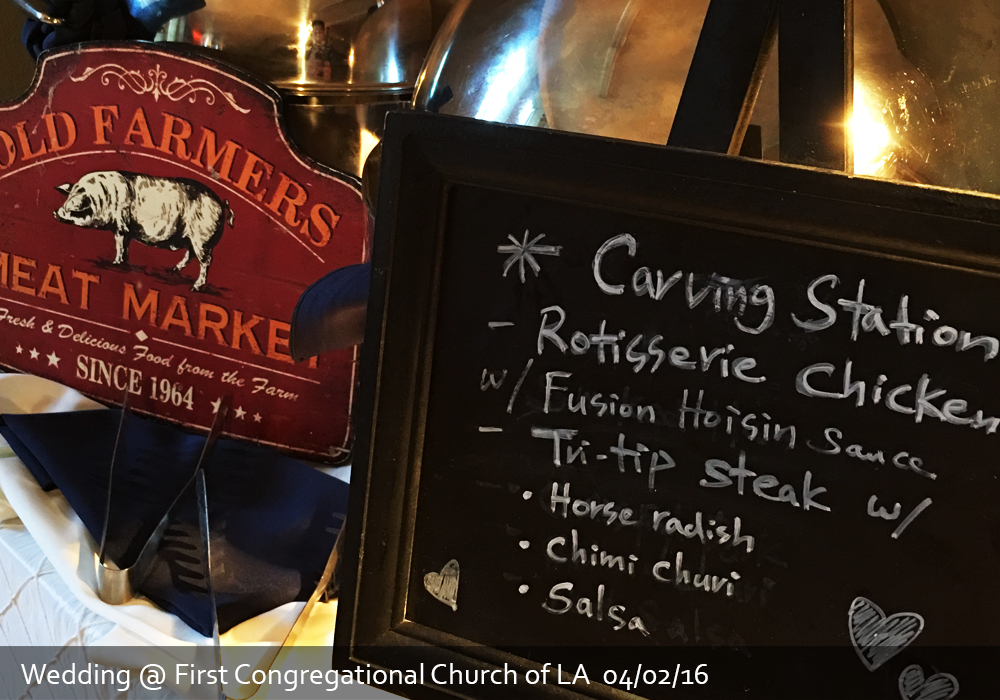 OLD FARMERS
MEAT MARKET
Fresh & Delicious Food from the Farm
SINCE 1964
* Carving Station
- Rotisserie Chicken
w/ Fusion Hoisin Sauce
- Tri-tip steak w/
• Horse radish
• Chimi churi
• Salsa
Wedding @ First Congregational Church of LA 04/02/16